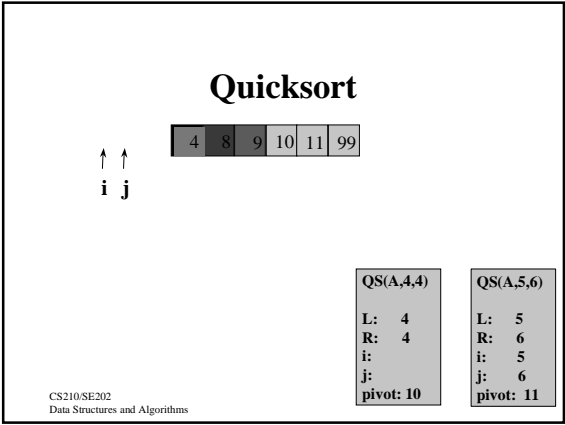 Quicksort
4 8 9 10 11 99
i j
QS(A,4,4)
L: 4
R: 4
i:
j:
pivot: 10
QS(A,5,6)
L: 5
R: 6
i: 5
j: 6
pivot: 11
CS210/SE202
Data Structures and Algorithms